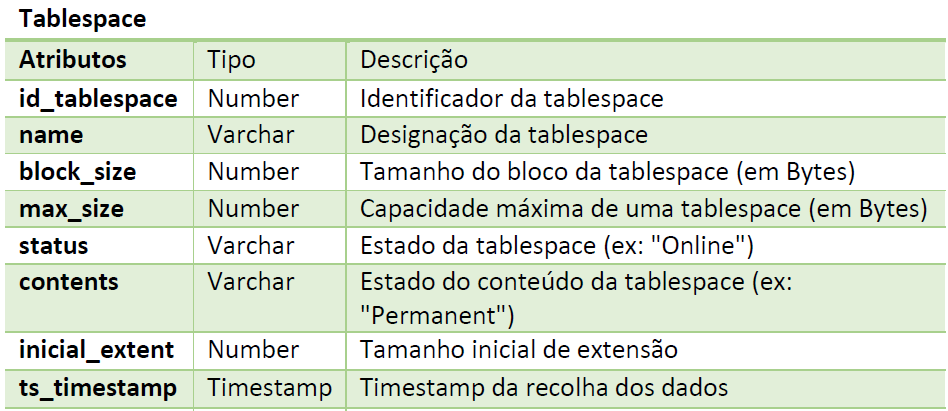 Tablespace
Atributos Tipo Descrição
id_tablespace Number Identificador da tablespace
name Varchar Designação da tablespace
block_size Number Tamanho do bloco da tablespace (em Bytes)
max_size Number Capacidade máxima de uma tablespace (em Bytes)
status Varchar Estado da tablespace (ex: "Online")
contents Varchar Estado do conteúdo da tablespace (ex:
"Permanent")
inicial_extent Number Tamanho inicial de extensão
ts_timestamp Timestamp Timestamp da recolha dos dados